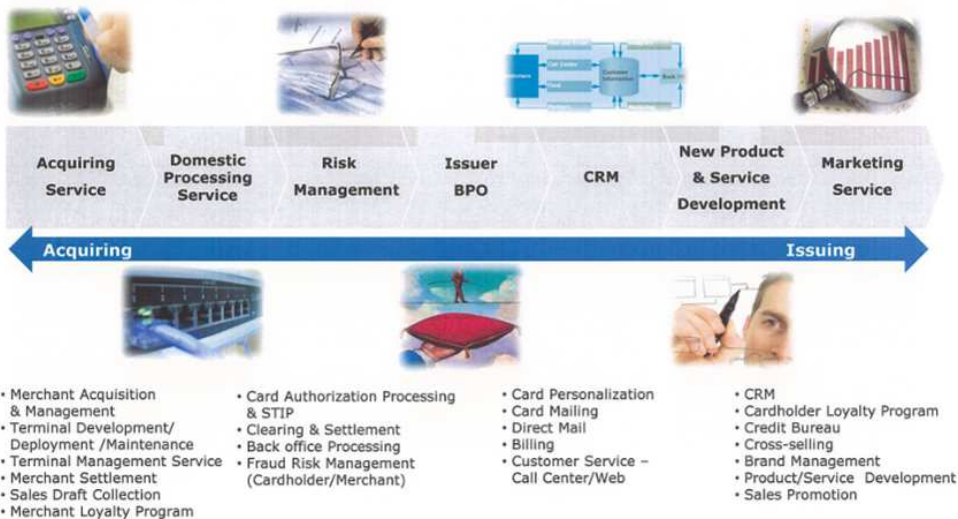 Call Center
Customer
Information
Acquiring
Service
Domestic
Processing
Service
Risk
Management
Issuer
BPO
CRM
New Product
& Service
Development
Marketing
Service
Acquiring
Issuing
• Merchant Acquisition
& Management
• Terminal Development/
Deployment /Maintenance
• Terminal Management Service
• Merchant Settlement
• Sales Draft Collection
• Merchant Loyalty Program
• Card Authorization Processing
& STIP
• Clearing & Settlement
• Back office Processing
• Fraud Risk Management
(Cardholder/Merchant)
• Card Personalization
• Card Mailing
• Direct Mail
• Billing
• Customer Service –
Call Center/Web
• CRM
• Cardholder Loyalty Program
• Credit Bureau
• Cross-selling
• Brand Management
• Product/Service Development
• Sales Promotion